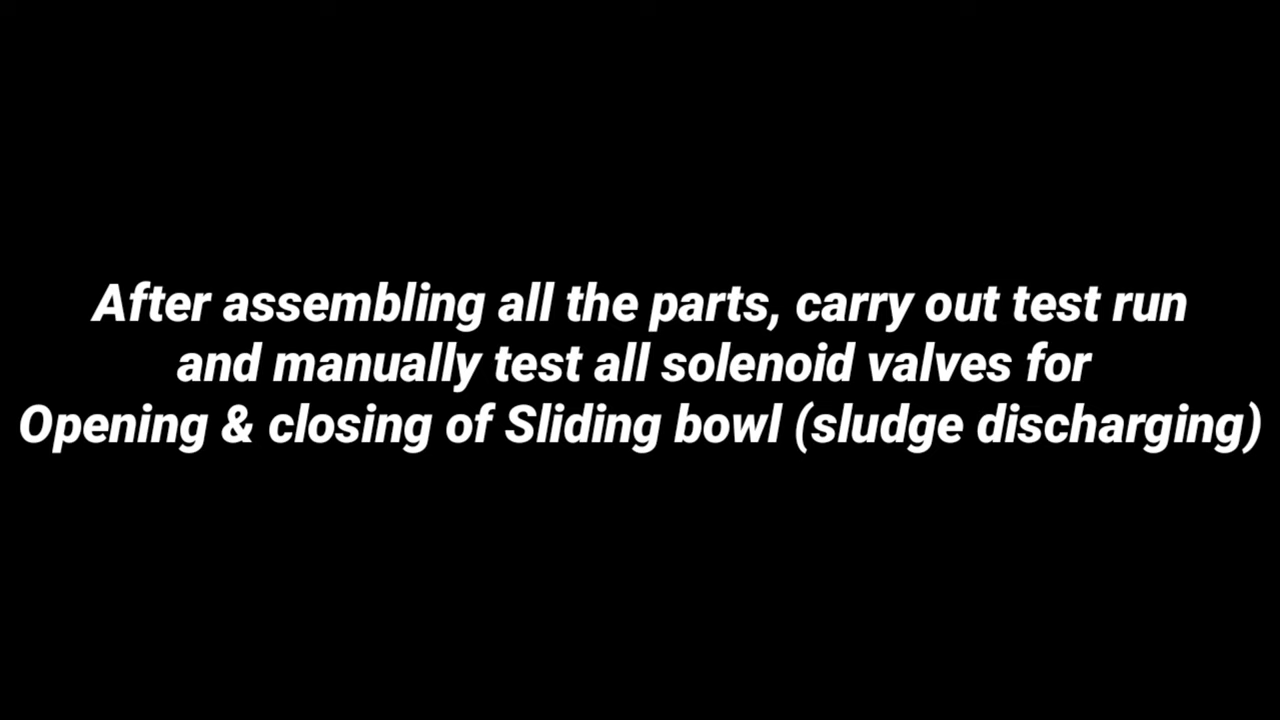 After assembling all the parts, carry out test run
and manually test all solenoid valves for
Opening & closing of Sliding bowl (sludge discharging)